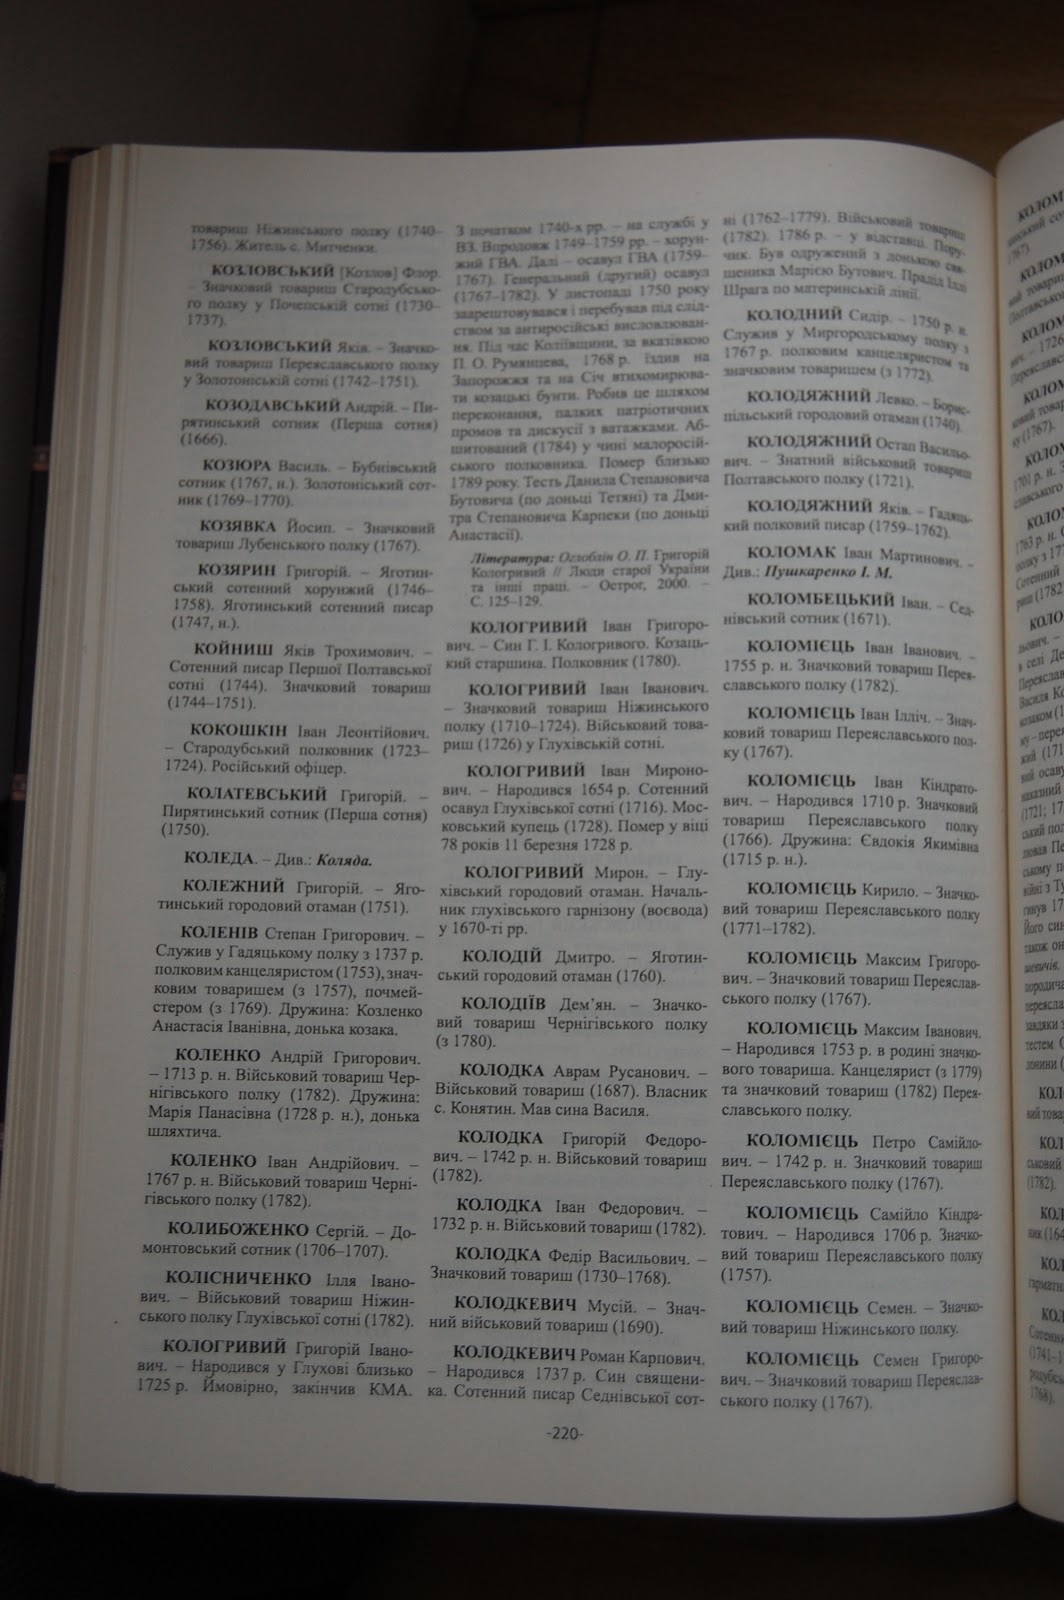 товариш Ніжинського полку (1740–
1756). Житель с. Митченки.
КОЗЛОВСЬКИЙ [Козлов] Флор.
– Значковий товариш Стародубсько-
го полку у Почепській сотні (1730–
1737).
КОЗЛОВСЬКИЙ Яків. – Значко-
вий товариш Переяславського полку
у Золотоніській сотні (1742–1751).
КОЗОДАВСЬКИЙ Андрій. – Пи-
рятинський сотник (Перша сотня)
(1666).
КОЗЮРА Василь. – Бубнівський
сотник (1767, н.). Золотоніський сот-
ник (1769–1770).
КОЗЯВКА Йосип. – Значковий
товариш Лубенського полку (1767).
КОЗЯРИН Григорій. – Яготин-
ський сотенний хорунжий (1746–
1758). Яготинський сотенний писар
(1747, н.).
КОЙНИШ Яків Трохимович. –
Сотенний писар Першої Полтавської
сотні (1744). Значковий товариш
(1744–1751).
КОКОШКІН Іван Леонтійович.
– Стародубський полковник (1723–
1724). Російський офіцер.
КОЛАТЕВСЬКИЙ Григорій. –
Пирятинський сотник (Перша сотня)
(1750).
КОЛЕДА. – Див.: Коляда.
КОЛЕЖНИЙ Григорій. – Яго-
тинський городовий отаман (1751).
КОЛЕНІВ Степан Григорович. –
Служив у Гадяцькому полку з 1737 р.
полковим канцеляристом (1753), знач-
ковим товаришем (з 1757), почмей-
стером (з 1769). Дружина: Козленко
Анастасія Іванівна, донька козака.
КОЛЕНКО Андрій Григорович.
– 1713 р. н. Військовий товариш Чер-
нігівського полку (1782). Дружина:
Марія Панасівна (1728 р. н.), донька
шляхтича.
КОЛЕНКО Іван Андрійович. –
1767 р. н. Військовий товариш Черні-
гівського полку (1782).
КОЛИБОЖЕНКО Сергій. – До-
монтовський сотник (1706–1707).
КОЛІСНИЧЕНКО Ілля Івано-
вич. – Військовий товариш Ніжин-
ського полку Глухівської сотні (1782).
КОЛОГРИВИЙ Григорій Івано-
вич. – Народився у Глухові близько
1725 р. Ймовірно, закінчив КМА.
З початком 1740-х рр. – на службі у
ВЗ. Впродовж 1749–1759 рр. – хорун-
жий ГВА. Далі – осавул ГВА (1759–
1767). Генеральний (другий) осавул
(1767–1782). У листопаді 1750 року
заарештовувався і перебував під слід-
ством за антиросійські висловлюван-
ня. Під час Коліївщини, за вказівкою
П. О. Румянцева, 1768 р. їздив на
Запорожжя та на Січ втихомирюва-
ти козацькі бунти. Робив це шляхом
переконання, палких патріотичних
промов та дискусії з ватажками. Аб-
шитований (1784) у чині малоросій-
ського полковника. Помер близько
1789 року. Тесть Данила Степановича
Бутовича (по доньці Тетяні) та Дми-
тра Степановича Карпеки (по доньці
Анастасії).
Література: Оглоблін О. П. Григорій
Кологривий // Люди старої України
та інші праці. – Острог, 2000. –
С. 125–129.
КОЛОГРИВИЙ Іван Григоро-
вич. – Син Г. І. Кологривого. Козаць-
кий старшина. Полковник (1780).
КОЛОГРИВИЙ Іван Іванович.
– Значковий товариш Ніжинського
полку (1710–1724). Військовий това-
риш (1726) у Глухівській сотні.
КОЛОГРИВИЙ Іван Мироно-
вич. – Народився 1654 р. Сотенний
осавул Глухівської сотні (1716). Мос-
ковський купець (1728). Помер у віці
78 років 11 березня 1728 р.
КОЛОГРИВИЙ Мирон. – Глу-
хівський городовий отаман. Началь-
ник глухівського гарнізону (воєвода)
у 1670-ті рр.
КОЛОДІЙ Дмитро. – Яготин-
ський городовий отаман (1760).
КОЛОДІЇВ Дем’ян. – Значко-
вий товариш Чернігівського полку
(з 1780).
КОЛОДКА Аврам Русанович. –
Військовий товариш (1687). Власник
с. Конятин. Мав сина Василя.
КОЛОДКА Григорій Федоро-
вич. – 1742 р. н. Військовий товариш
(1782).
КОЛОДКА Іван Федорович. –
1732 р. н. Військовий товариш (1782).
КОЛОДКА Федір Васильович. –
Значковий товариш (1730–1768).
КОЛОДКЕВИЧ Мусій. – Знач-
ний військовий товариш (1690).
КОЛОДКЕВИЧ Роман Карпович.
– Народився 1737 р. Син священи-
ка. Сотенний писар Седнівської сот-
ні (1762–1779). Військовий товариш
(1782). 1786 р. – у відставці. Пору-
чик. Був одружений з донькою свя-
щеника Марією Бутович. Прадід Іллі
Шрага по материнській лінії.
КОЛОДНИЙ Сидір. – 1750 р. н.
Служив у Миргородському полку з
1767 р. полковим канцеляристом та
значковим товаришем (з 1772).
КОЛОДЯЖНИЙ Левко. – Борис-
пільський городовий отаман (1740).
КОЛОДЯЖНИЙ Остап Васильо-
вич. – Знатний військовий товариш
Полтавського полку (1721).
КОЛОДЯЖНИЙ Яків. – Гадяць-
кий полковий писар (1759–1762).
КОЛОМАК Іван Мартинович. –
Див.: Пушкаренко І. М.
КОЛОМБЕЦЬКИЙ Іван. – Сед-
нівський сотник (1671).
КОЛОМІЄЦЬ Іван Іванович. –
1755 р. н. Значковий товариш Перея-
славського полку (1782).
КОЛОМІЄЦЬ Іван Ілліч. – Знач-
ковий товариш Переяславського пол-
ку (1767).
КОЛОМІЄЦЬ Іван Кіндрато-
вич. – Народився 1710 р. Значковий
товариш Переяславського полку
(1766). Дружина: Євдокія Якимівна
(1715 р. н.).
КОЛОМІЄЦЬ Кирило. – Значко-
вий товариш Переяславського полку
(1771–1782).
КОЛОМІЄЦЬ Максим Григоро-
вич. – Значковий товариш Переяслав-
ського полку (1767).
КОЛОМІЄЦЬ Максим Іванович.
– Народився 1753 р. в родині значко-
вого товариша. Канцелярист (з 1779)
та значковий товариш (1782) Перея-
славського полку.
КОЛОМІЄЦЬ Петро Самійло-
вич. – 1742 р. н. Значковий товариш
Переяславського полку (1767).
КОЛОМІЄЦЬ Самійло Кіндра-
тович. – Народився 1706 р. Значко-
вий товариш Переяславського полку
(1757).
КОЛОМІЄЦЬ Семен. – Значко-
вий товариш Ніжинського полку.
КОЛОМІЄЦЬ Семен Григоро-
вич. – Значковий товариш Переяслав-
ського полку (1767).
-220-